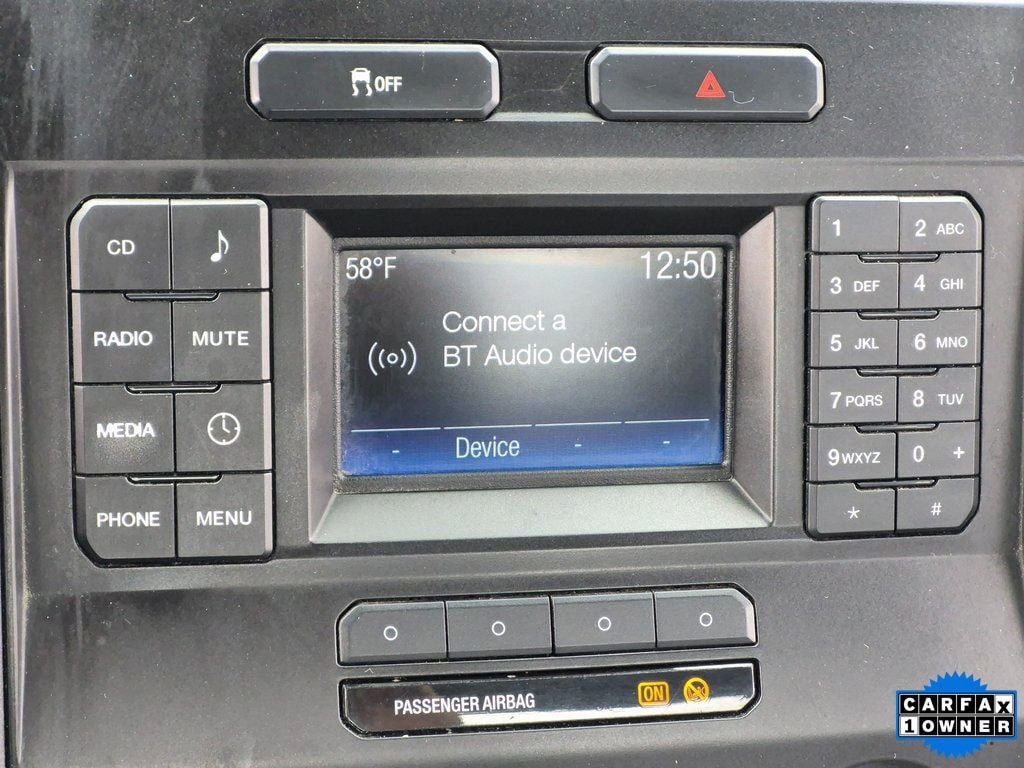 OFF
CD
RADIO MUTE
MEDIA
PHONE MENU
58°F 12:50
Connect a
BT Audio device
- Device - -
1 2 ABC
3 DEF 4 GHI
5 JKL 6 MNO
7 PQRS 8 TUV
9 WXYZ 0 +
* #
PASSENGER AIRBAG ON
CARFAX
1 OWNER